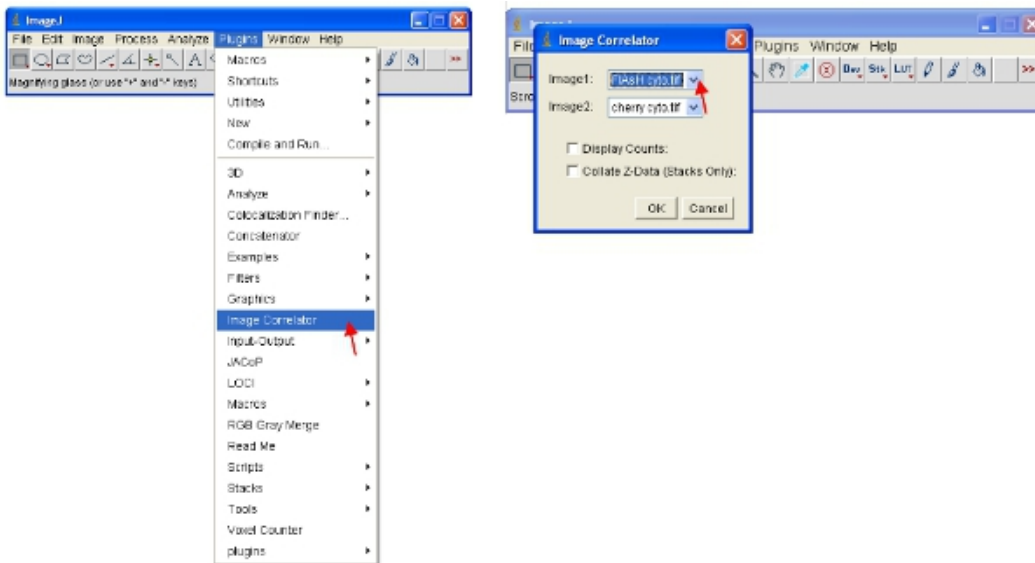 ImageJ
File Edit Image Process Analyze Plugins Window Help
Magnifying glass (or use "+" and "-" keys)
Macros
Shortcuts
Utilities
New
Compile and Run...
3D
Analyze
Colocalization Finder...
Concatenator
Examples
Filters
Graphics
Image Correlator
Input-Output
JACoP
LOCI
Macros
RGB Gray Merge
Read Me
Scripts
Stacks
Tools
Voxel Counter
plugins
Image Correlator
Plugins Window Help
Dev Stk LUT
Image1: FlAsH cyto.tif
Image2: cherry cyto.tif
Display Counts:
Collate Z-Data (Stacks Only):
OK Cancel